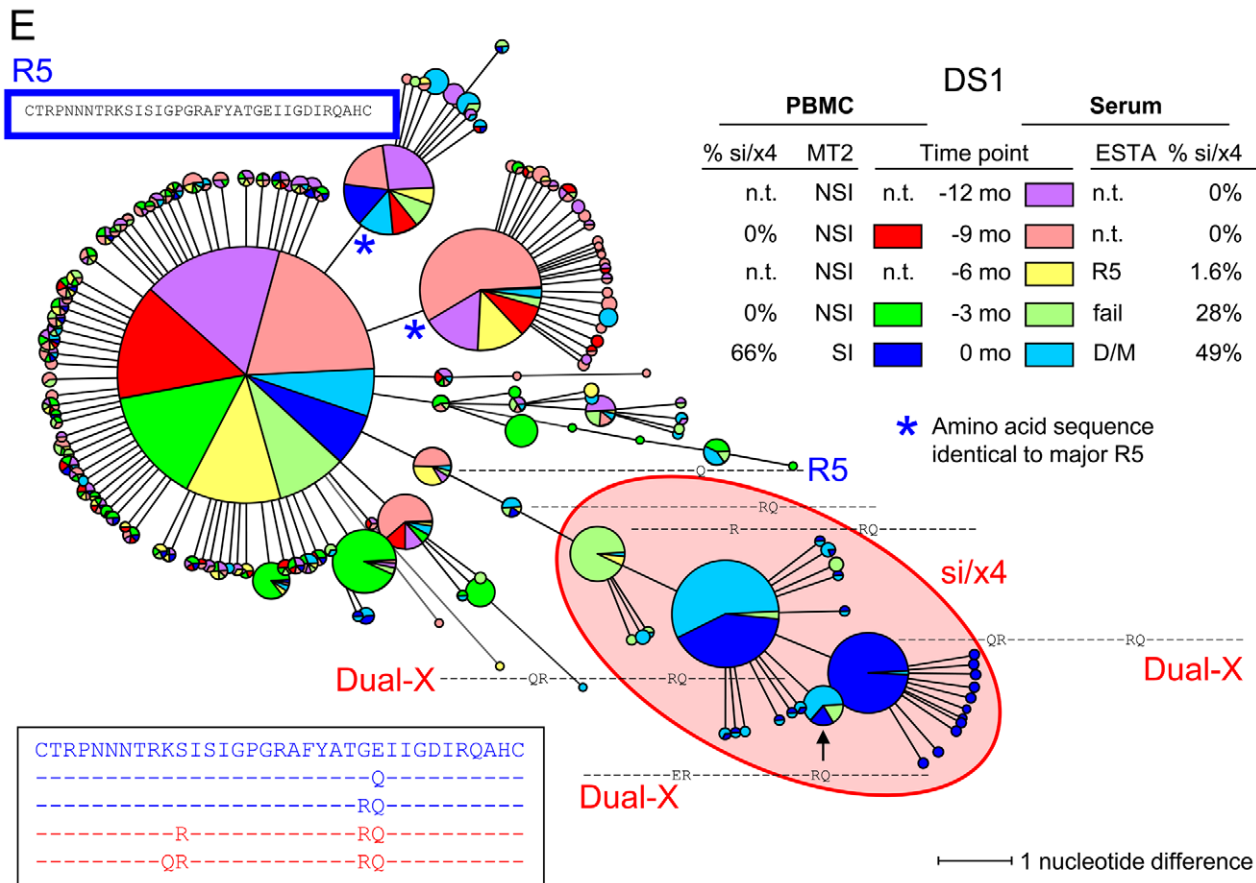 E
R5
CTRPNNNTRKSISIGPGRAFYATGEIIGDIRQAHC
DS1
PBMC Serum
% si/x4 MT2 Time point ESTA % si/x4
n.t. NSI n.t. -12 mo n.t. 0%
0% NSI -9 mo n.t. 0%
n.t. NSI n.t. -6 mo R5 1.6%
0% NSI -3 mo fail 28%
66% SI 0 mo D/M 49%
* Amino acid sequence
identical to major R5
*
*
------------------------Q----------
R5
-----------------------RQ----------
----------R------------RQ----------
si/x4
---------QR------------RQ----------
Dual-X
Dual-X
---------QR------------RQ----------
---------ER------------RQ----------
Dual-X
CTRPNNNTRKSISIGPGRAFYATGEIIGDIRQAHC
------------------------Q----------
-----------------------RQ----------
----------R------------RQ----------
---------QR------------RQ----------
1 nucleotide difference